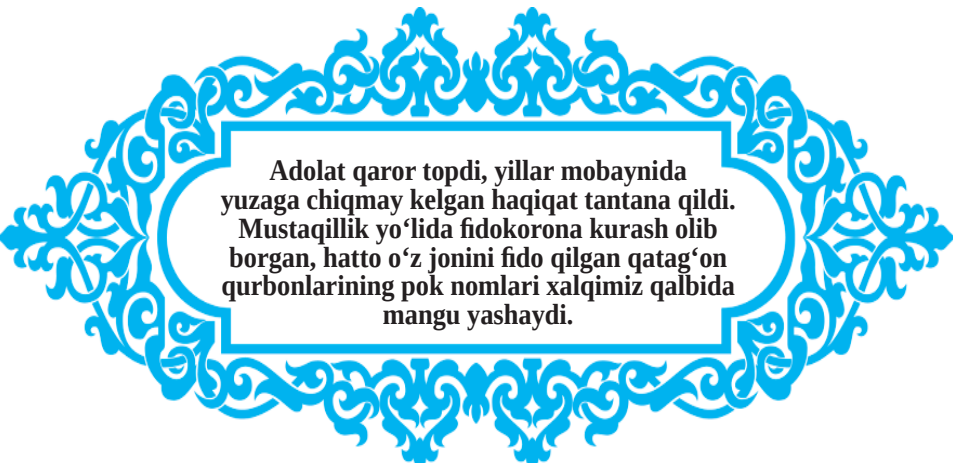 Adolat qaror topdi, yillar mobaynida
yuzaga chiqmay kelgan haqiqat tantana qildi.
Mustaqillik yo‘lida fidokorona kurash olib
borgan, hatto o‘z jonini fido qilgan qatag‘on
qurbonlarining pok nomlari xalqimiz qalbida
mangu yashaydi.